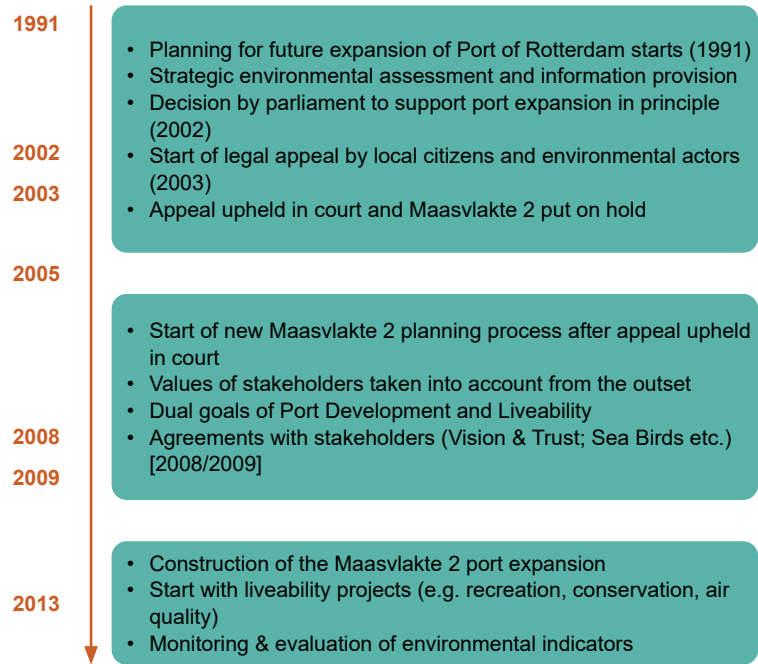 1991
• Planning for future expansion of Port of Rotterdam starts (1991)
• Strategic environmental assessment and information provision
• Decision by parliament to support port expansion in principle
(2002)
2002
• Start of legal appeal by local citizens and environmental actors
(2003)
2003
• Appeal upheld in court and Maasvlakte 2 put on hold
2005
• Start of new Maasvlakte 2 planning process after appeal upheld
in court
• Values of stakeholders taken into account from the outset
• Dual goals of Port Development and Liveability
2008
• Agreements with stakeholders (Vision & Trust; Sea Birds etc.)
[2008/2009]
2009
• Construction of the Maasvlakte 2 port expansion
• Start with liveability projects (e.g. recreation, conservation, air
quality)
2013
• Monitoring & evaluation of environmental indicators